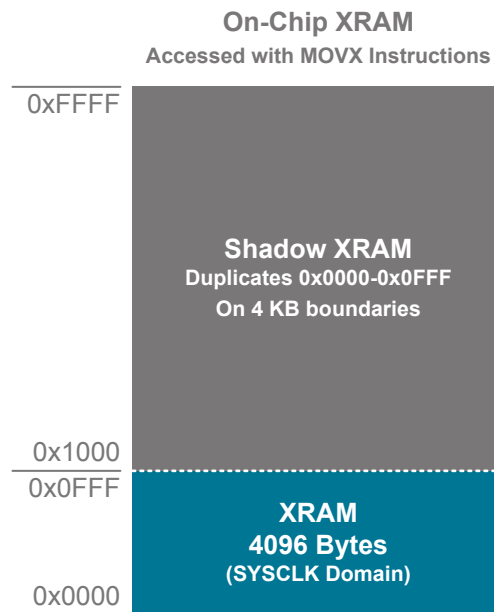 On-Chip XRAM
Accessed with MOVX Instructions
0xFFFF
Shadow XRAM
Duplicates 0x0000-0x0FFF
On 4 KB boundaries
0x1000
0x0FFF
XRAM
4096 Bytes
(SYSCLK Domain)
0x0000